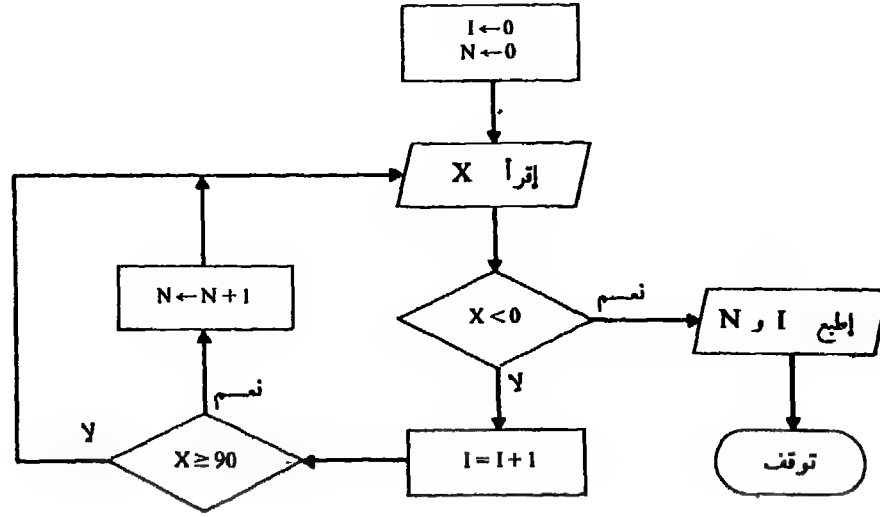 I ← 0
N ← 0
إقرأ X
N ← N + 1
X < 0
نعم
إطبع I و N
لا
نعم
لا
X ≥ 90
I = I + 1
توقف